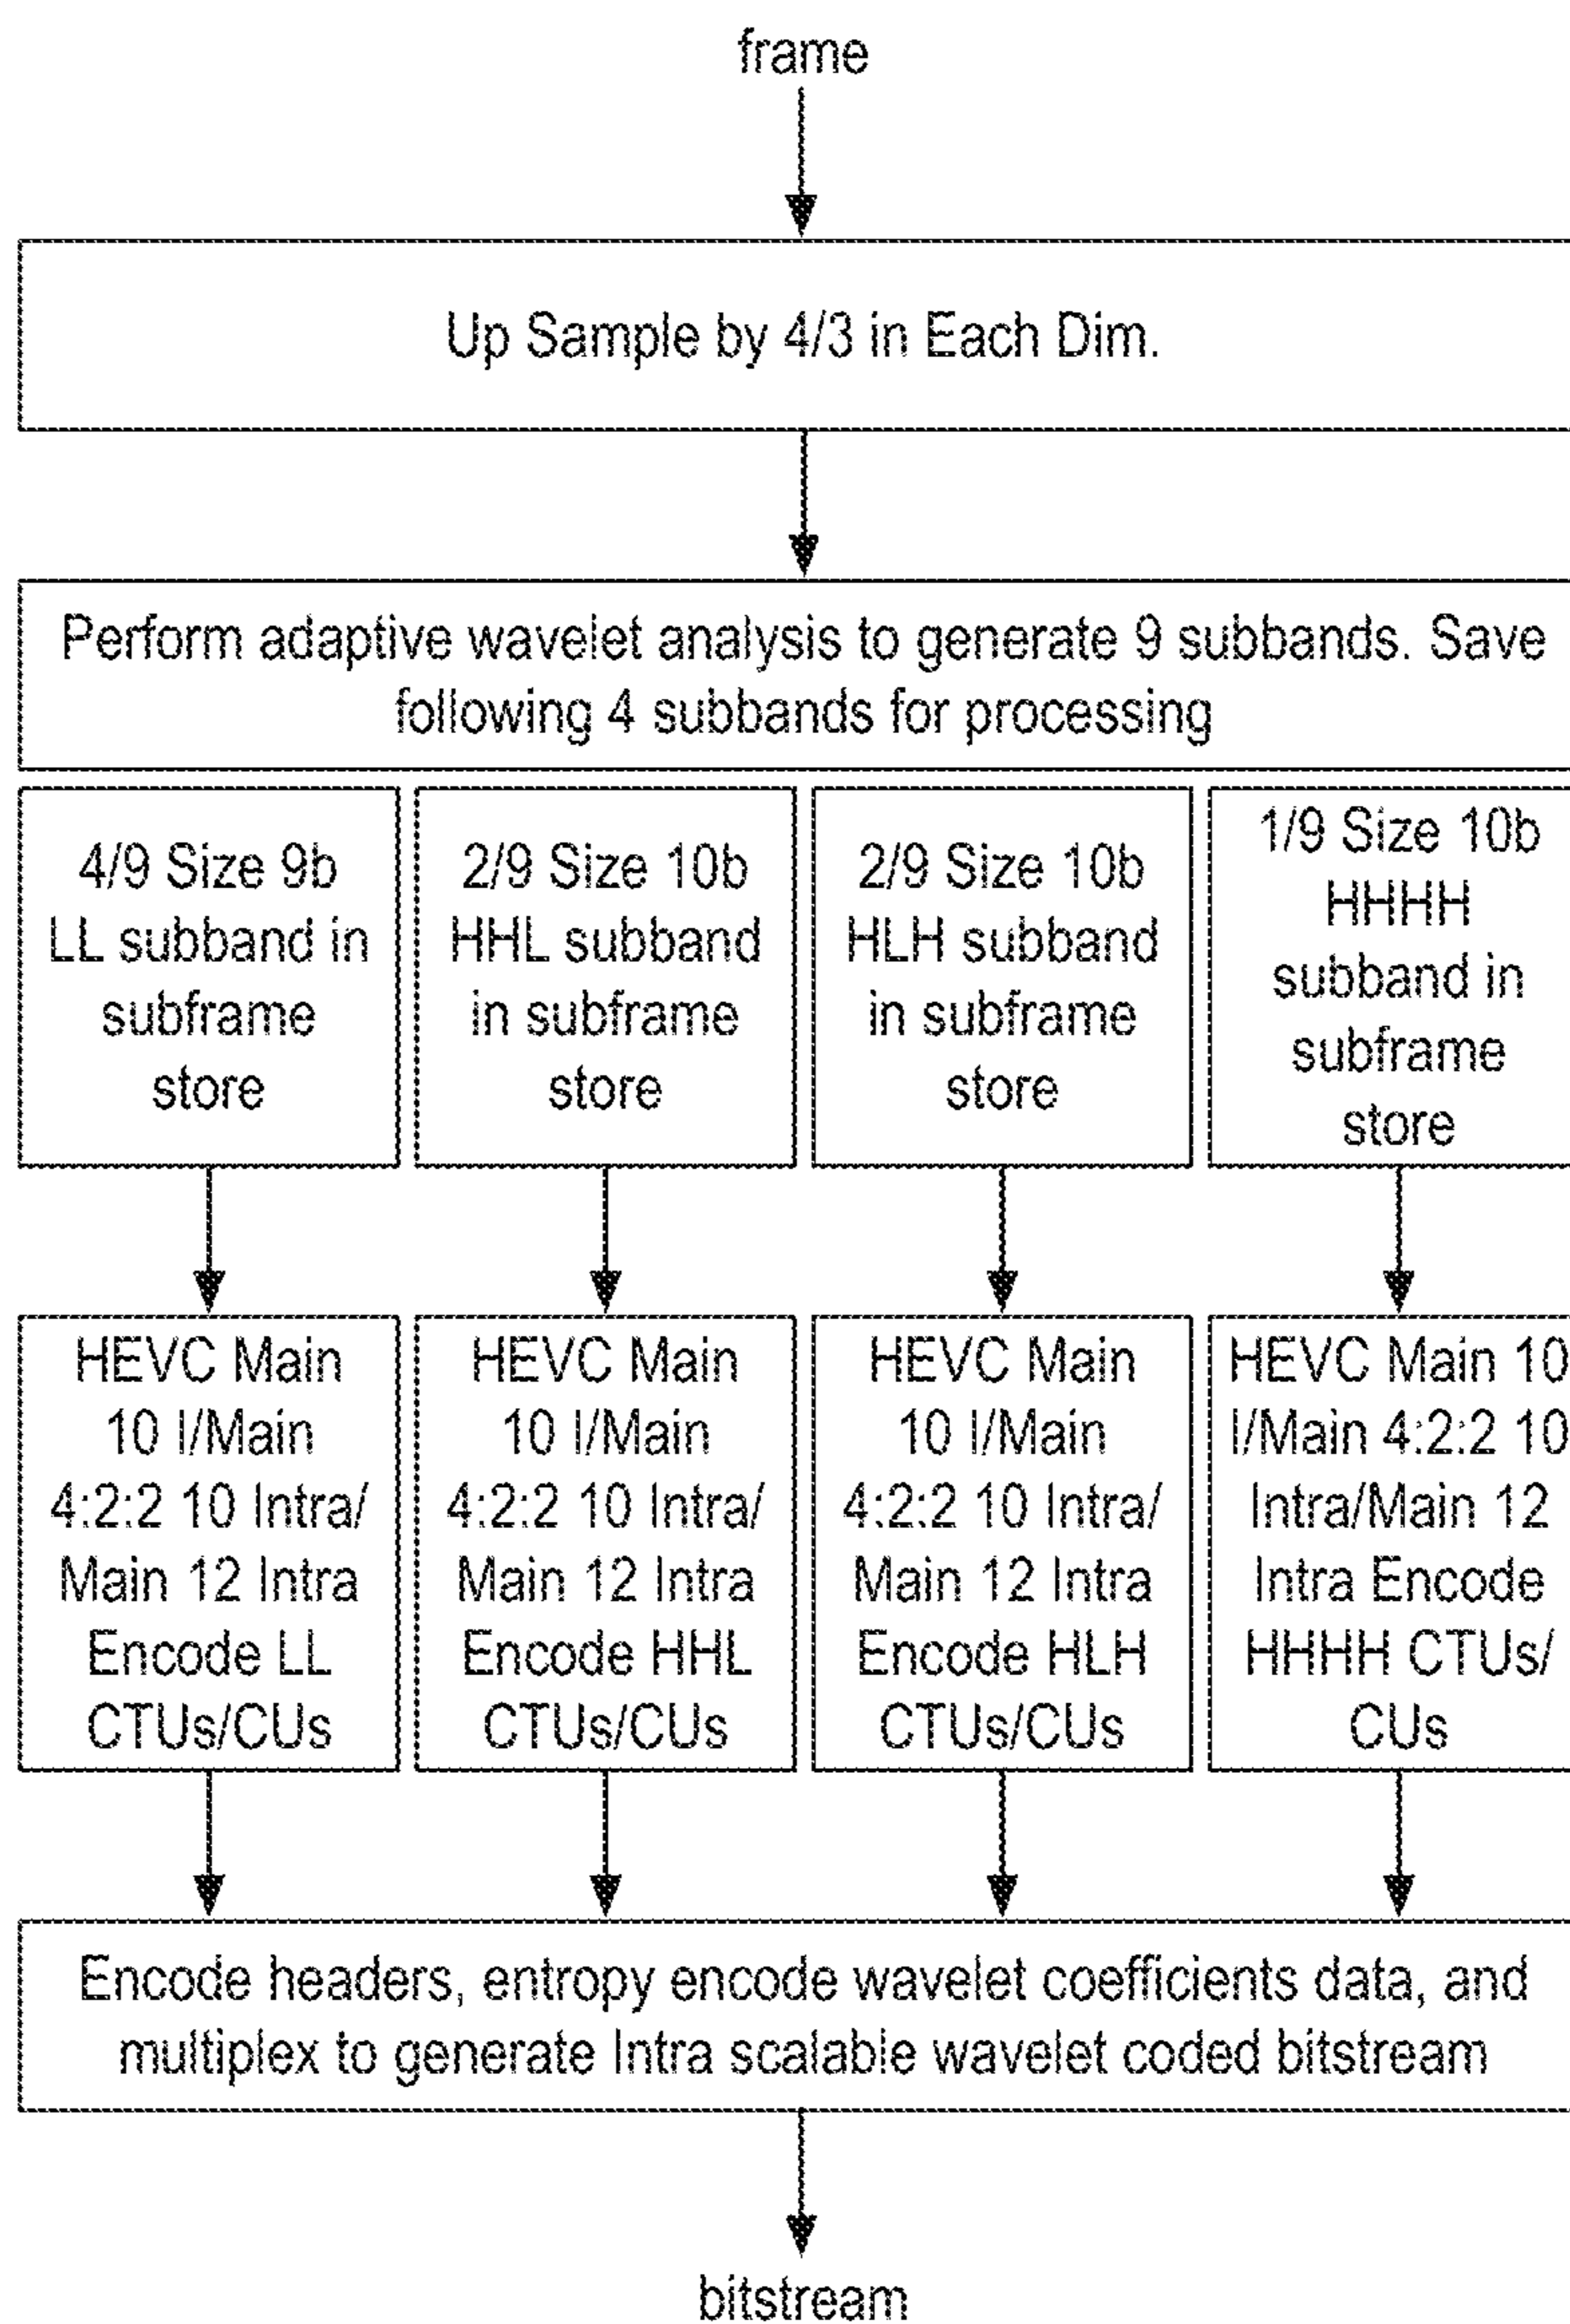 frame
Up Sample by 4/3 in Each Dim.
Perform adaptive wavelet analysis to generate 9 subbands. Save
following 4 subbands for processing
4/9 Size 9b
LL subband in
subframe
store
2/9 Size 10b
HHL subband
in subframe
store
2/9 Size 10b
HLH subband
in subframe
store
1/9 Size 10b
HHHH
subband in
subframe
store
HEVC Main
10 I/Main
4:2:2 10 Intra/
Main 12 Intra
Encode LL
CTUs/CUs
HEVC Main
10 I/Main
4:2:2 10 Intra/
Main 12 Intra
Encode HHL
CTUs/CUs
HEVC Main
10 I/Main
4:2:2 10 Intra/
Main 12 Intra
Encode HLH
CTUs/CUs
HEVC Main 10
I/Main 4:2:2 10
Intra/Main 12
Intra Encode
HHHH CTUs/
CUs
Encode headers, entropy encode wavelet coefficients data, and
multiplex to generate Intra scalable wavelet coded bitstream
bitstream